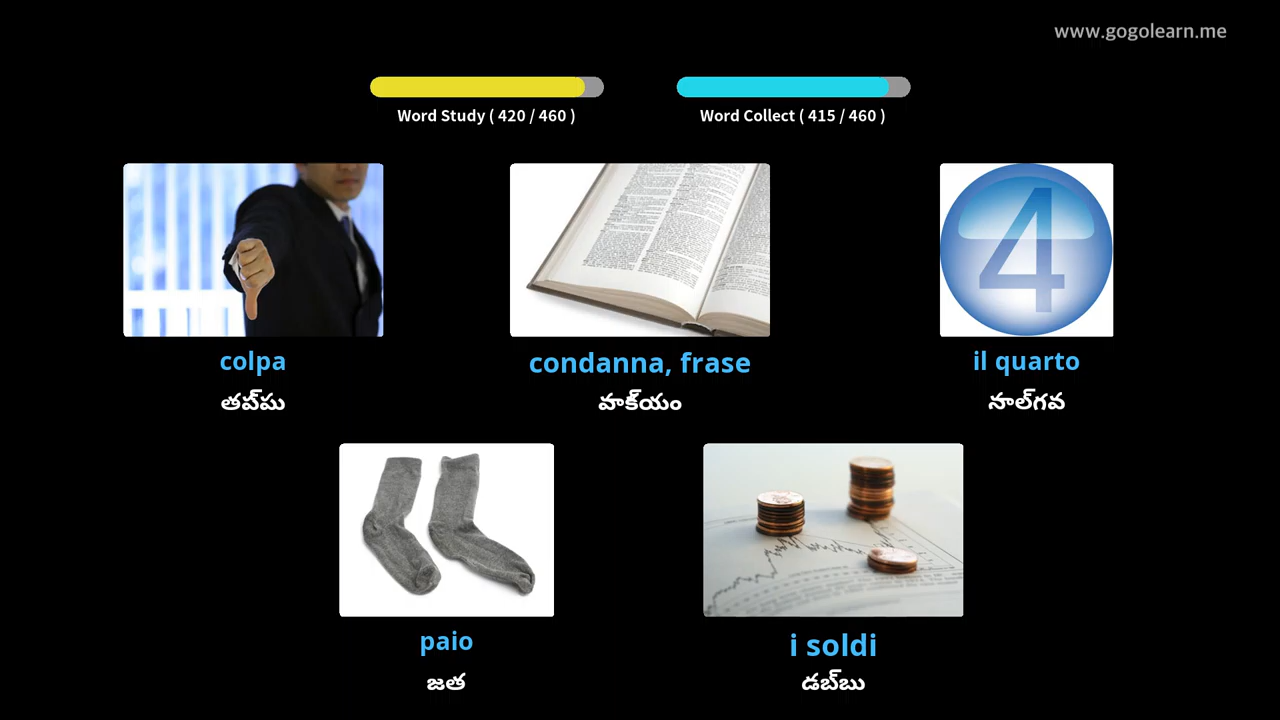 www.gogolearn.me
Word Study ( 420 / 460 )
Word Collect ( 415 / 460 )
4
colpa
తప్‌పు
condanna, frase
వాక్‌యం
il quarto
నాల్‌గవ
paio
జత
i soldi
డబ్‌బు